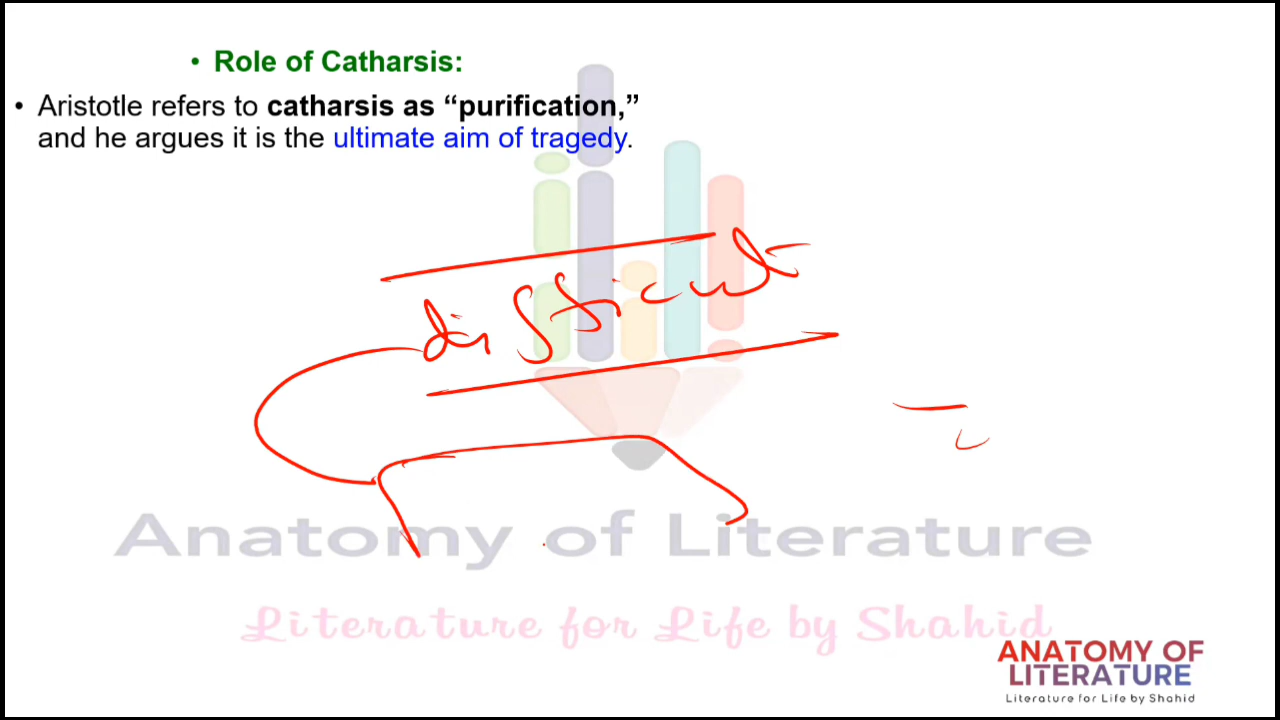 • Role of Catharsis:
• Aristotle refers to catharsis as “purification,”
and he argues it is the ultimate aim of tragedy.
difficult
Anatomy of Literature
Literature for Life by Shahid
ANATOMY OF
LITERATURE
Literature for Life by Shahid